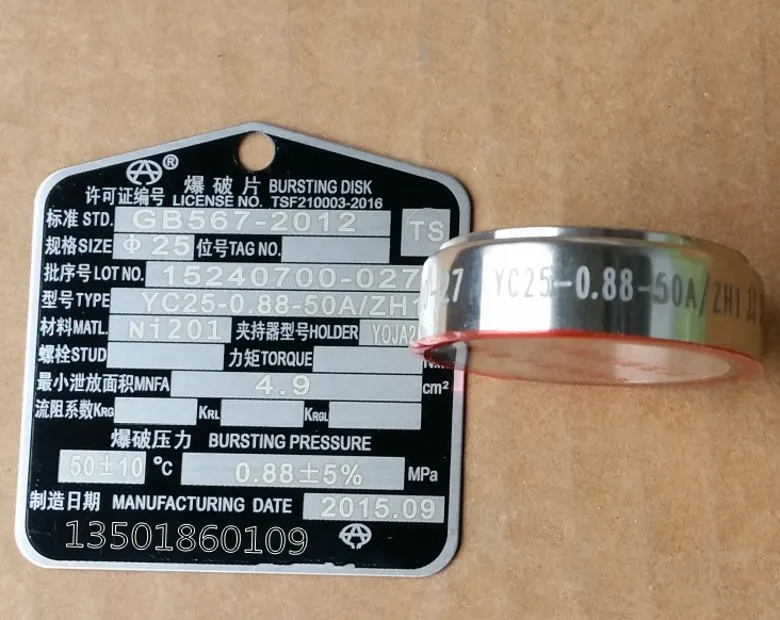 ®
爆破片 BURSTING DISK
许可证编号 LICENSE NO. TSF210003-2016
标准 STD. GB567-2012 TS
规格SIZE Φ25 位号TAG NO.
批序号LOT NO. 15240700-027
型号TYPE YC25-0.88-50A/ZH1
材料MATL. Ni201 夹持器型号HOLDER YOJA2
螺栓STUD 力矩TORQUE
最小泄放面积MNFA 4.9 cm²
流阻系数KRG KRL KRGL
爆破压力 BURSTING PRESSURE
50±10 °C 0.88±5% MPa
制造日期 MANUFACTURING DATE 2015.09
13501860109
-27 YC25-0.88-50A/ZH1